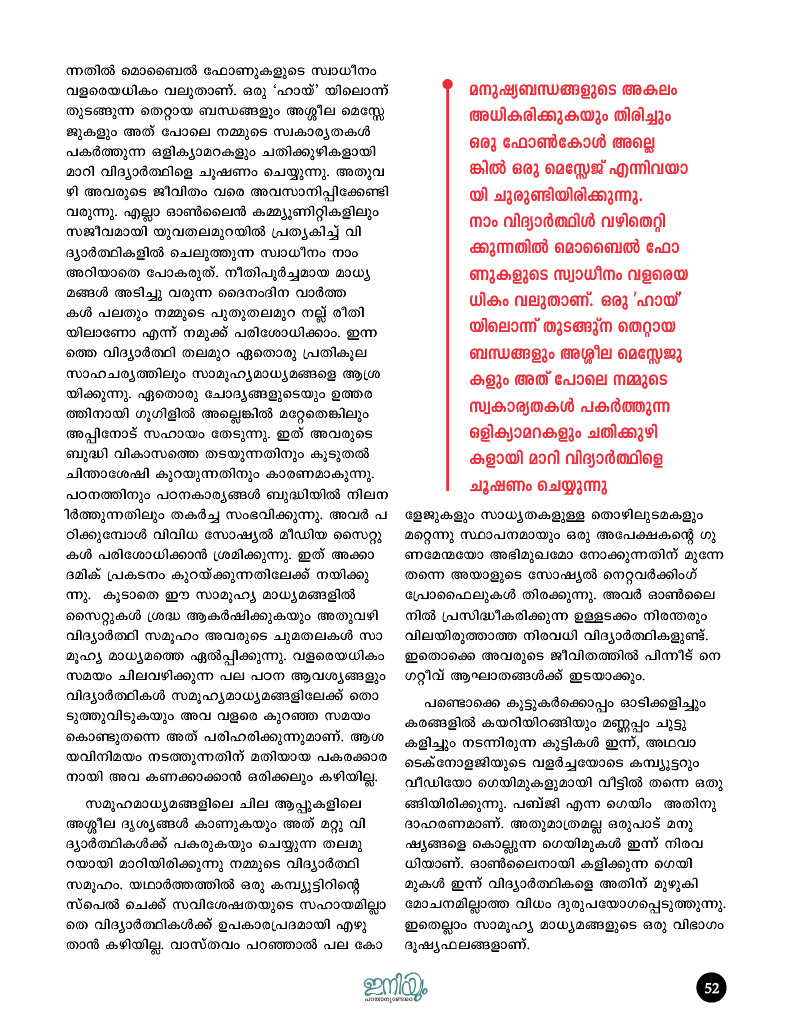 ന്നതിൽ മൊബൈൽ ഫോണുകളുടെ സ്വാധീനം
വളരെയധികം വലുതാണ്. ഒരു ‘ഹായ്’ യിലൊന്ന്
തുടങ്ങുന്ന തെറ്റായ ബന്ധങ്ങളും അശ്ലീല മെസ്സേ
ജുകളും അത് പോലെ നമ്മുടെ സ്വകാര്യതകൾ
പകർത്തുന്ന ഒളിക്യാമറകളും ചതിക്കുഴികളായി
മാറി വിദ്യാർത്ഥിളെ ചൂഷണം ചെയ്യുന്നു. അതുവ
ഴി അവരുടെ ജീവിതം വരെ അവസാനിപ്പിക്കേണ്ടി
വരുന്നു. എല്ലാ ഓൺലൈൻ കമ്മ്യൂണിറ്റികളിലും
സജീവമായി യുവതലമുറയിൽ പ്രത്യകിച്ച് വി
ദ്യാർത്ഥികളിൽ ചെലുത്തുന്ന സ്വാധീനം നാം
അറിയാതെ പോകരുത്. നീതിപൂർച്ചമായ മാധ്യ
മങ്ങൾ അടിച്ചു വരുന്ന ദൈനംദിന വാർത്ത
കൾ പലതും നമ്മുടെ പുതുതലമുറ നല്ല് രീതി
യിലാണോ എന്ന് നമുക്ക് പരിശോധിക്കാം. ഇന്ന
ത്തെ വിദ്യാർത്ഥി തലമുറ ഏതൊരു പ്രതികൂല
സാഹചര്യത്തിലും സാമൂഹ്യമാധ്യമങ്ങളെ ആശ്ര
യിക്കുന്നു. ഏതൊരു ചോദ്യങ്ങളുടെയും ഉത്തര
ത്തിനായി ഗൂഗിളിൽ അല്ലെങ്കിൽ മറ്റേതെങ്കിലും
അപ്പിനോട് സഹായം തേടുന്നു. ഇത് അവരുടെ
ബുദ്ധി വികാസത്തെ തടയുന്നതിനും കൂടുതൽ
ചിന്താശേഷി കുറയുന്നതിനും കാരണമാകുന്നു.
പഠനത്തിനും പഠനകാര്യങ്ങൾ ബുദ്ധിയിൽ നിലന
ിർത്തുന്നതിലും തകർച്ച സംഭവിക്കുന്നു. അവർ പ
ഠിക്കുമ്പോൾ വിവിധ സോഷ്യൽ മീഡിയ സൈറ്റു
കൾ പരിശോധിക്കാൻ ശ്രമിക്കുന്നു. ഇത് അക്കാ
ദമിക് പ്രകടനം കുറയ്ക്കുന്നതിലേക്ക് നയിക്കു
ന്നു. കൂടാതെ ഈ സാമൂഹ്യ മാധ്യമങ്ങളിൽ
സൈറ്റുകൾ ശ്രദ്ധ ആകർഷിക്കുകയും അതുവഴി
വിദ്യാർത്ഥി സമൂഹം അവരുടെ ചുമതലകൾ സാ
മൂഹ്യ മാധ്യമത്തെ ഏൽപ്പിക്കുന്നു. വളരെയധികം
സമയം ചിലവഴിക്കുന്ന പല പഠന ആവശ്യങ്ങളും
വിദ്യാർത്ഥികൾ സമൂഹ്യമാധ്യമങ്ങളിലേക്ക് തൊ
ടുത്തുവിടുകയും അവ വളരെ കുറഞ്ഞ സമയം
കൊണ്ടുതന്നെ അത് പരിഹരിക്കുന്നുമാണ്. ആശ
യവിനിമയം നടത്തുന്നതിന് മതിയായ പകരക്കാര
നായി അവ കണക്കാക്കാൻ ഒരിക്കലും കഴിയില്ല.
സമൂഹമാധ്യമങ്ങളിലെ ചില ആപ്പുകളിലെ
അശ്ലീല ദൃശ്യങ്ങൾ കാണുകയും അത് മറ്റു വി
ദ്യാർത്ഥികൾക്ക് പകരുകയും ചെയ്യുന്ന തലമു
റയായി മാറിയിരിക്കുന്നു നമ്മുടെ വിദ്യാർത്ഥി
സമൂഹം. യഥാർത്തത്തിൽ ഒരു കമ്പ്യൂട്ടിറിന്റെ
സ്പെൽ ചെക്ക് സവിശേഷതയുടെ സഹായമില്ലാ
തെ വിദ്യാർത്ഥികൾക്ക് ഉപകാരപ്രദമായി എഴു
താൻ കഴിയില്ല. വാസ്തവം പറഞ്ഞാൽ പല കോ
മനുഷ്യബന്ധങ്ങളുടെ അകലം
അധികരിക്കുകയും തിരിച്ചും
ഒരു ഫോൺകോൾ അല്ലെ
ങ്കിൽ ഒരു മെസ്സേജ് എന്നിവയാ
യി ചുരുണ്ടിയിരിക്കുന്നു.
നാം വിദ്യാർത്ഥിൾ വഴിതെറ്റി
ക്കുന്നതിൽ മൊബൈൽ ഫോ
ണുകളുടെ സ്വാധീനം വളരെയ
ധികം വലുതാണ്. ഒരു ‘ഹായ്’
യിലൊന്ന് തുടങ്ങു്ന തെറ്റായ
ബന്ധങ്ങളും അശ്ലീല മെസ്സേജു
കളും അത് പോലെ നമ്മുടെ
സ്വകാര്യതകൾ പകർത്തുന്ന
ഒളിക്യാമറകളും ചതിക്കുഴി
കളായി മാറി വിദ്യാർത്ഥിളെ
ചൂഷണം ചെയ്യുന്നു
ളേജുകളും സാധ്യതകളുള്ള തൊഴിലുടമകളും
മറ്റെന്നു സ്ഥാപനമായും ഒരു അപേക്ഷകന്റെ ഗു
ണമേന്മയോ അഭിമുഖമോ നോക്കുന്നതിന് മുന്നേ
തന്നെ അയാളുടെ സോഷ്യൽ നെറ്റവർക്കിംഗ്
പ്രോഫൈലുകൾ തിരക്കുന്നു. അവർ ഓൺലൈ
നിൽ പ്രസിദ്ധീകരിക്കുന്ന ഉള്ളടക്കം നിരന്തരും
വിലയിരുത്താത്ത നിരവധി വിദ്യാർത്ഥികളുണ്ട്.
ഇതൊക്കെ അവരുടെ ജീവിതത്തിൽ പിന്നീട് നെ
ഗറ്റീവ് ആഘാതങ്ങൾക്ക് ഇടയാക്കും.
പണ്ടൊക്കെ കൂട്ടുകർക്കൊപ്പം ഓടിക്കളിച്ചും
കരങ്ങളിൽ കയറിയിറങ്ങിയും മണ്ണപ്പം ചുട്ടു
കളിച്ചും നടന്നിരുന്ന കുട്ടികൾ ഇന്ന്, അഥവാ
ടെക്നോളജിയുടെ വളർച്ചയോടെ കമ്പ്യൂട്ടറും
വീഡിയോ ഗെയിമുകളുമായി വീട്ടിൽ തന്നെ ഒതു
ങ്ങിയിരിക്കുന്നു. പബ്ജി എന്ന ഗെയിം അതിനു
ദാഹരണമാണ്. അതുമാത്രമല്ല ഒരുപാട് മനു
ഷ്യങ്ങളെ കൊല്ലുന്ന ഗെയിമുകൾ ഇന്ന് നിരവ
ധിയാണ്. ഓൺലൈനായി കളിക്കുന്ന ഗെയി
മുകൾ ഇന്ന് വിദ്യാർത്ഥികളെ അതിന് മുഴുകി
മോചനമില്ലാത്ത വിധം ദുരുപയോഗപ്പെടുത്തുന്നു.
ഇതെല്ലാം സാമൂഹ്യ മാധ്യമങ്ങളുടെ ഒരു വിഭാഗം
ദൂഷ്യഫലങ്ങളാണ്.
ഇനിയും
പറയാനുണ്ടേറെ
52